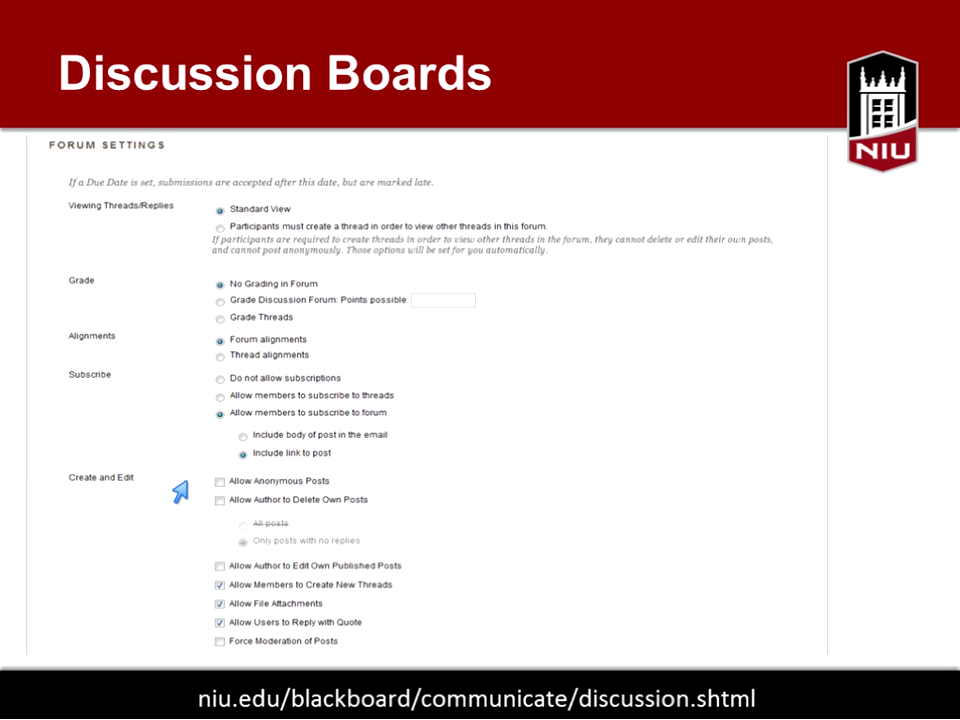 Discussion Boards
NIU
FORUM SETTINGS
If a Due Date is set, submissions are accepted after this date, but are marked late.
Viewing Threads/Replies
Standard View
Participants must create a thread in order to view other threads in this forum.
If participants are required to create threads in order to view other threads in the forum, they cannot delete or edit their own posts,
and cannot post anonymously. Those options will be set for you automatically.
Grade
No Grading in Forum
Grade Discussion Forum: Points possible:
Grade Threads
Alignments
Forum alignments
Thread alignments
Subscribe
Do not allow subscriptions
Allow members to subscribe to threads
Allow members to subscribe to forum
Include body of post in the email
Include link to post
Create and Edit
Allow Anonymous Posts
Allow Author to Delete Own Posts
All posts
Only posts with no replies
Allow Author to Edit Own Published Posts
Allow Members to Create New Threads
Allow File Attachments
Allow Users to Reply with Quote
Force Moderation of Posts
niu.edu/blackboard/communicate/discussion.shtml